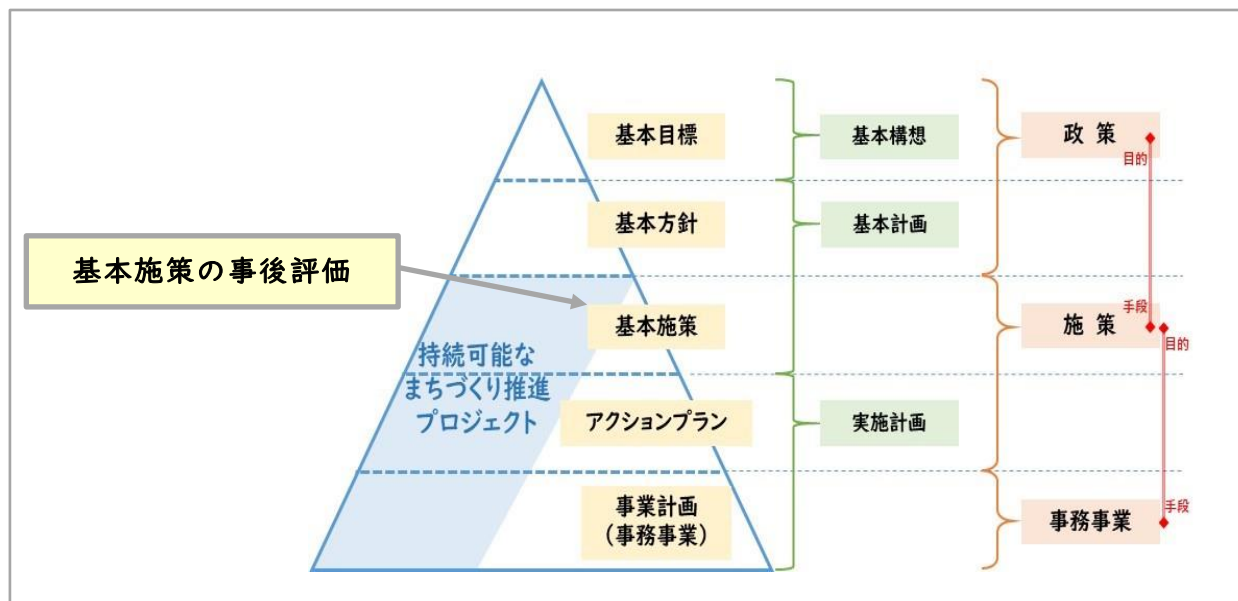 基本目標
基本構想
政 策
目的
基本方針
基本計画
基本施策の事後評価
手段
基本施策
施 策
目的
持続可能な
まちづくり推進
プロジェクト
アクションプラン
実施計画
事業計画
（事務事業）
手段
事務事業